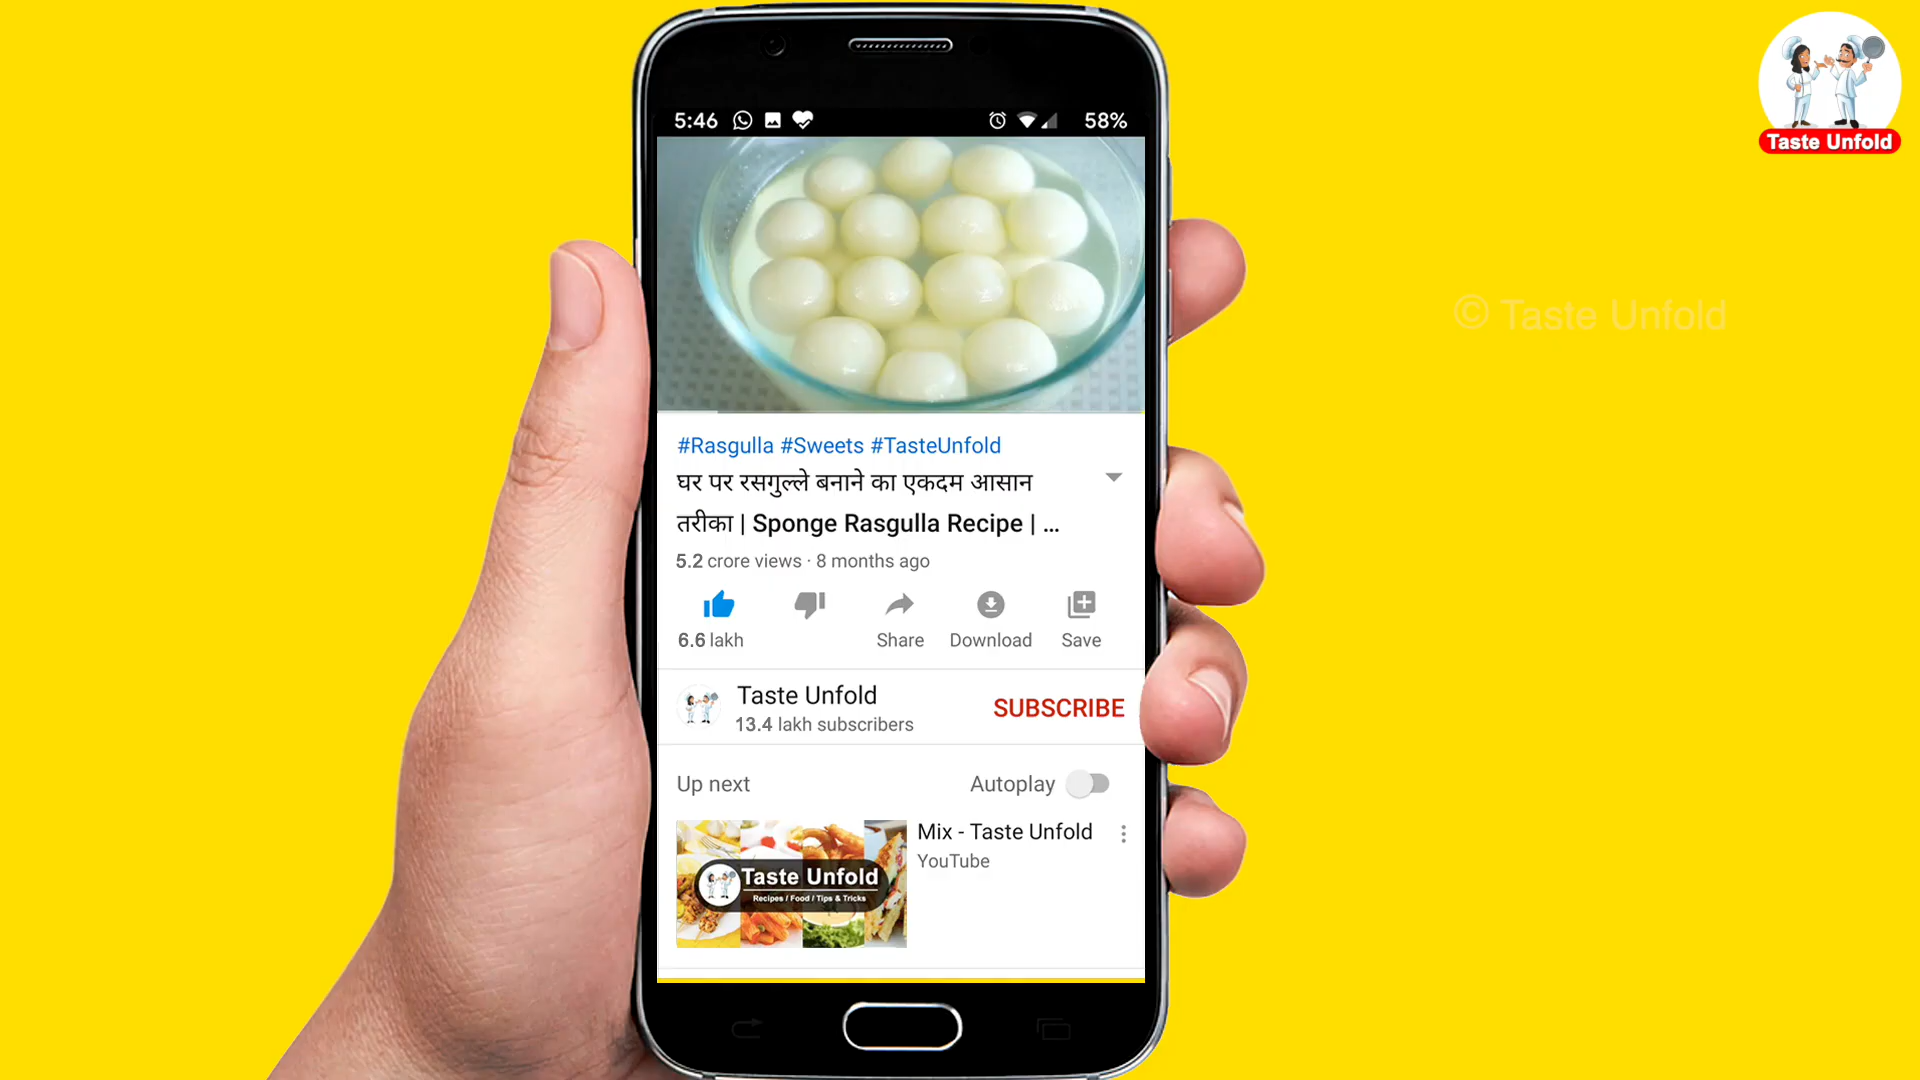 5:46 58%
Taste Unfold
© Taste Unfold
#Rasgulla #Sweets #TasteUnfold
घर पर रसगुल्ले बनाने का एकदम आसान
तरीका | Sponge Rasgulla Recipe | ...
5.2 crore views · 8 months ago
6.6 lakh Share Download Save
Taste Unfold
13.4 lakh subscribers
SUBSCRIBE
Up next Autoplay
Mix - Taste Unfold
YouTube
Taste Unfold
Recipes / Food / Tips & Tricks